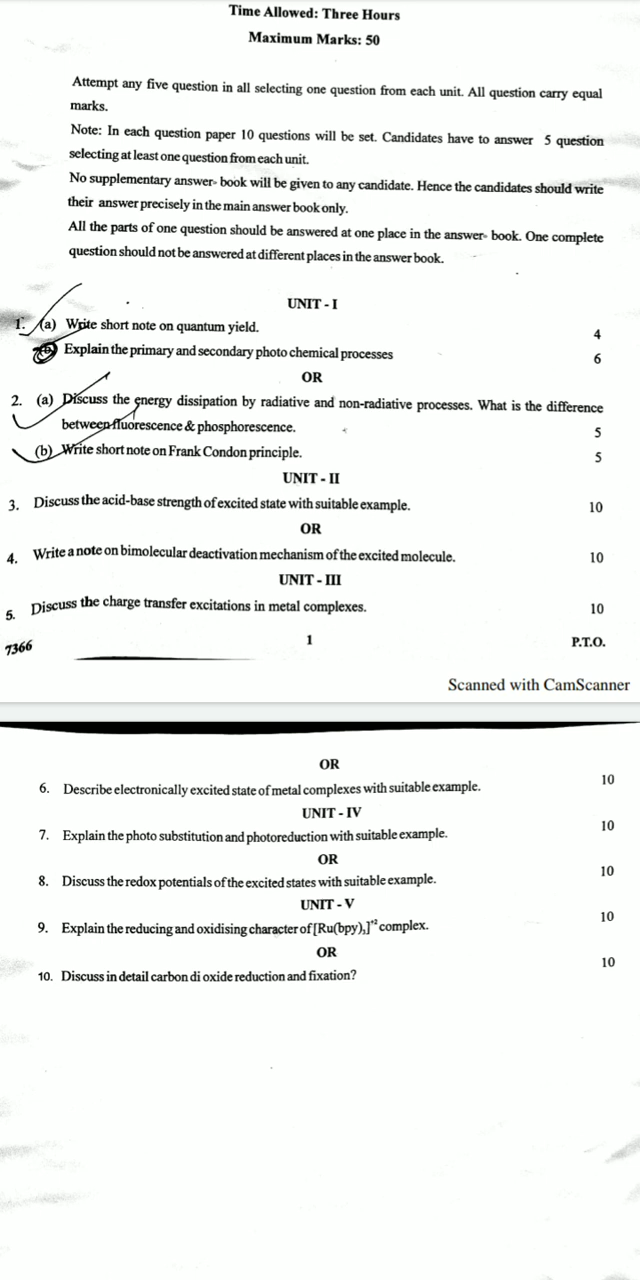 Time Allowed: Three Hours
Maximum Marks: 50
Attempt any five question in all selecting one question from each unit. All question carry equal
marks.
Note: In each question paper 10 questions will be set. Candidates have to answer 5 question
selecting at least one question from each unit.
No supplementary answer- book will be given to any candidate. Hence the candidates should write
their answer precisely in the main answer book only.
All the parts of one question should be answered at one place in the answer- book. One complete
question should not be answered at different places in the answer book.
UNIT - I
1. (a) Write short note on quantum yield. 4
Explain the primary and secondary photo chemical processes 6
OR
2. (a) Discuss the energy dissipation by radiative and non-radiative processes. What is the difference
between fluorescence & phosphorescence. 5
(b) Write short note on Frank Condon principle. 5
UNIT - II
3. Discuss the acid-base strength of excited state with suitable example. 10
OR
4. Write a note on bimolecular deactivation mechanism of the excited molecule. 10
UNIT - III
5. Discuss the charge transfer excitations in metal complexes. 10
7366 1 P.T.O.
Scanned with CamScanner
OR
6. Describe electronically excited state of metal complexes with suitable example. 10
UNIT - IV
7. Explain the photo substitution and photoreduction with suitable example. 10
OR
8. Discuss the redox potentials of the excited states with suitable example. 10
UNIT - V
9. Explain the reducing and oxidising character of [Ru(bpy)₃]⁺² complex. 10
OR
10. Discuss in detail carbon di oxide reduction and fixation? 10